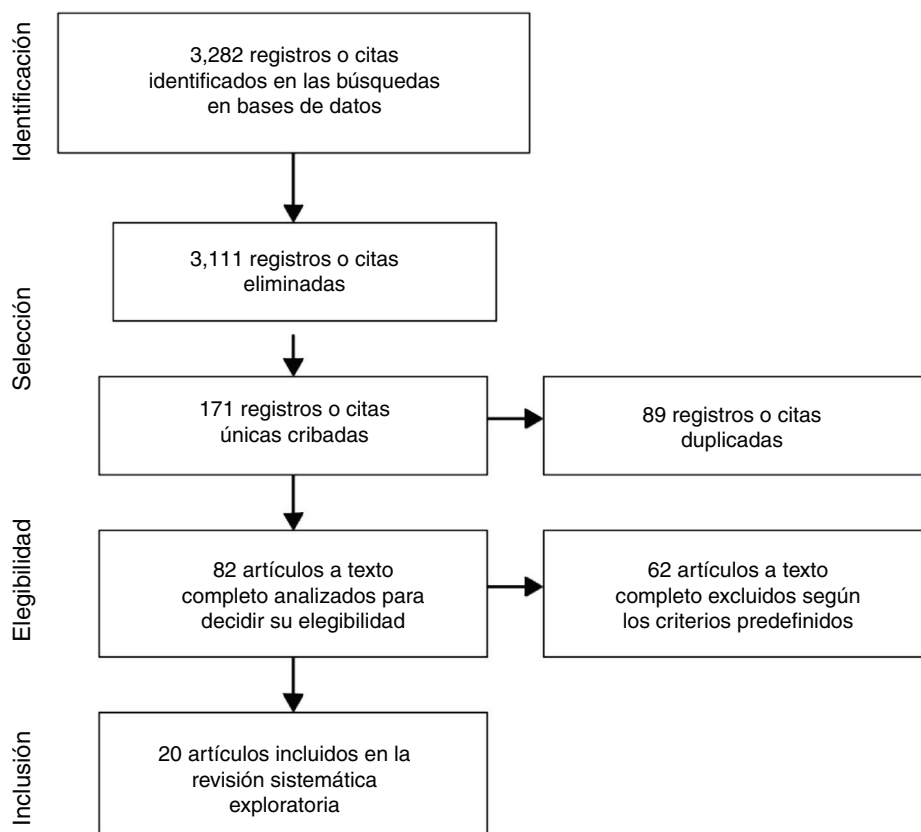 Identificación
3,282 registros o citas
identificados en las búsquedas
en bases de datos
Selección
3,111 registros o citas
eliminadas
171 registros o citas
únicas cribadas
89 registros o citas
duplicadas
Elegibilidad
82 artículos a texto
completo analizados para
decidir su elegibilidad
62 artículos a texto
completo excluidos según
los criterios predefinidos
Inclusión
20 artículos incluidos en la
revisión sistemática
exploratoria